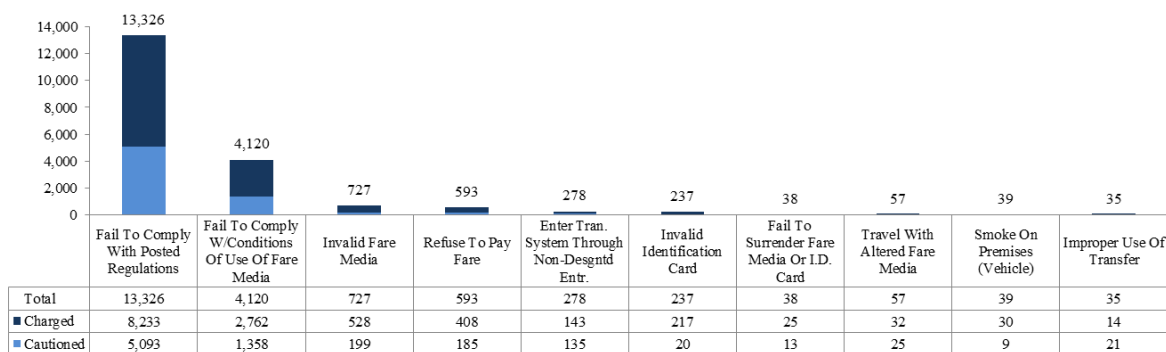 14,000
12,000
10,000
8,000
6,000
4,000
2,000
0
13,326
4,120
727
593
278
237
38
57
39
35
Fail To Comply
With Posted
Regulations
Fail To Comply
W/Conditions
Of Use Of Fare
Media
Invalid Fare
Media
Refuse To Pay
Fare
Enter Tran.
System Through
Non-Desgntd
Entr.
Invalid
Identification
Card
Fail To
Surrender Fare
Media Or I.D.
Card
Travel With
Altered Fare
Media
Smoke On
Premises
(Vehicle)
Improper Use Of
Transfer
Total 13,326 4,120 727 593 278 237 38 57 39 35
Charged 8,233 2,762 528 408 143 217 25 32 30 14
Cautioned 5,093 1,358 199 185 135 20 13 25 9 21